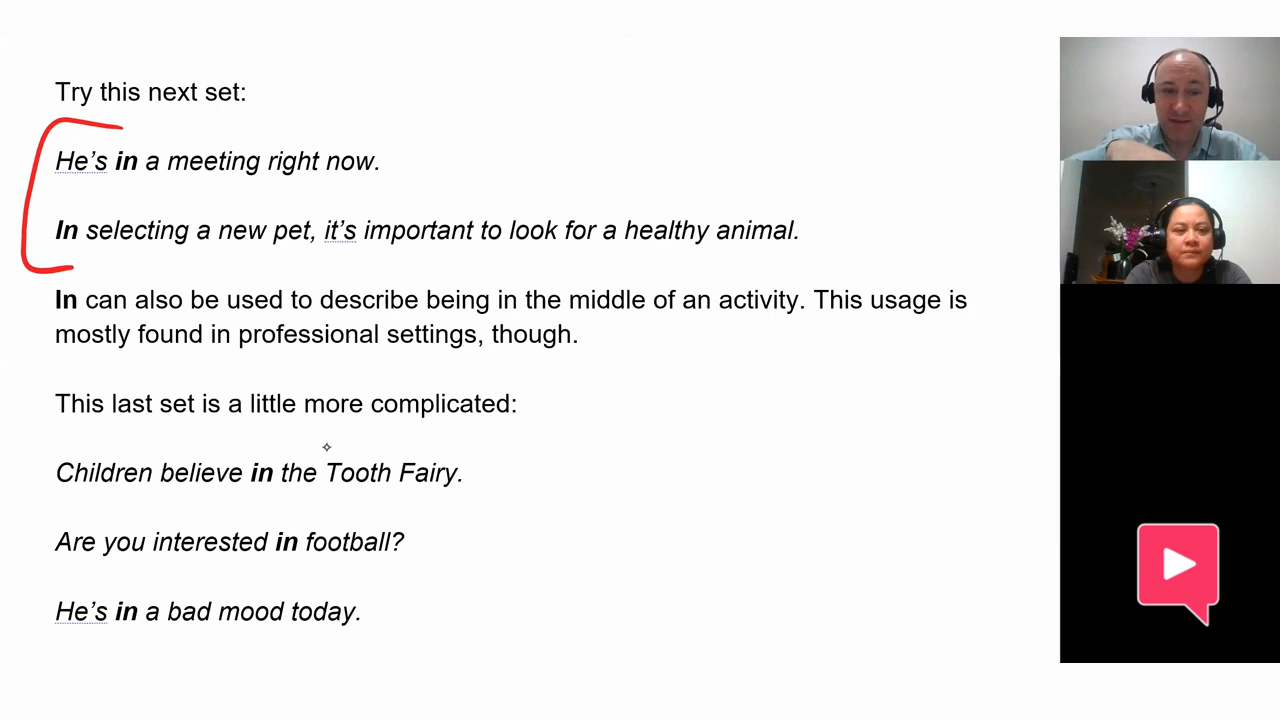 Try this next set:
He’s in a meeting right now.
In selecting a new pet, it’s important to look for a healthy animal.
In can also be used to describe being in the middle of an activity. This usage is
mostly found in professional settings, though.
This last set is a little more complicated:
Children believe in the Tooth Fairy.
Are you interested in football?
He’s in a bad mood today.